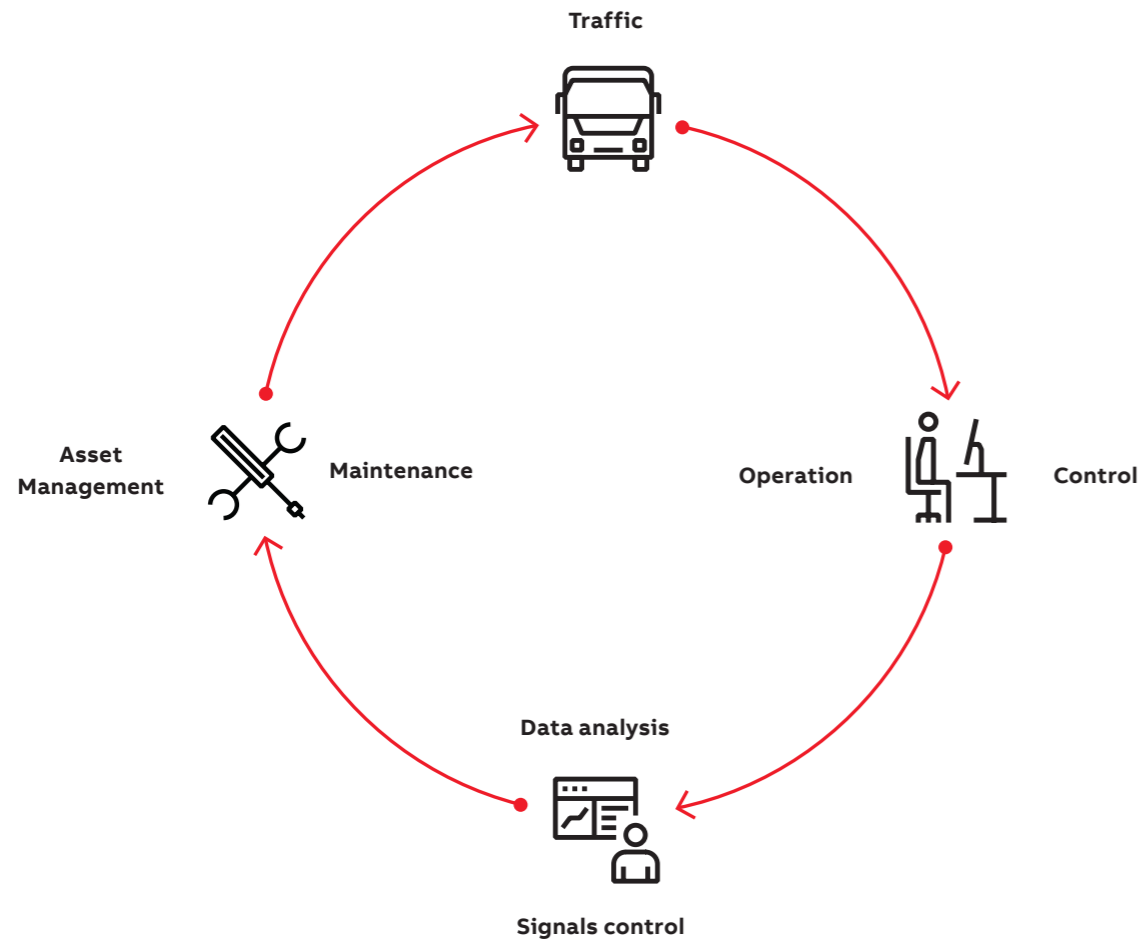 Traffic
Asset
Management
Maintenance
Operation
Control
Data analysis
Signals control